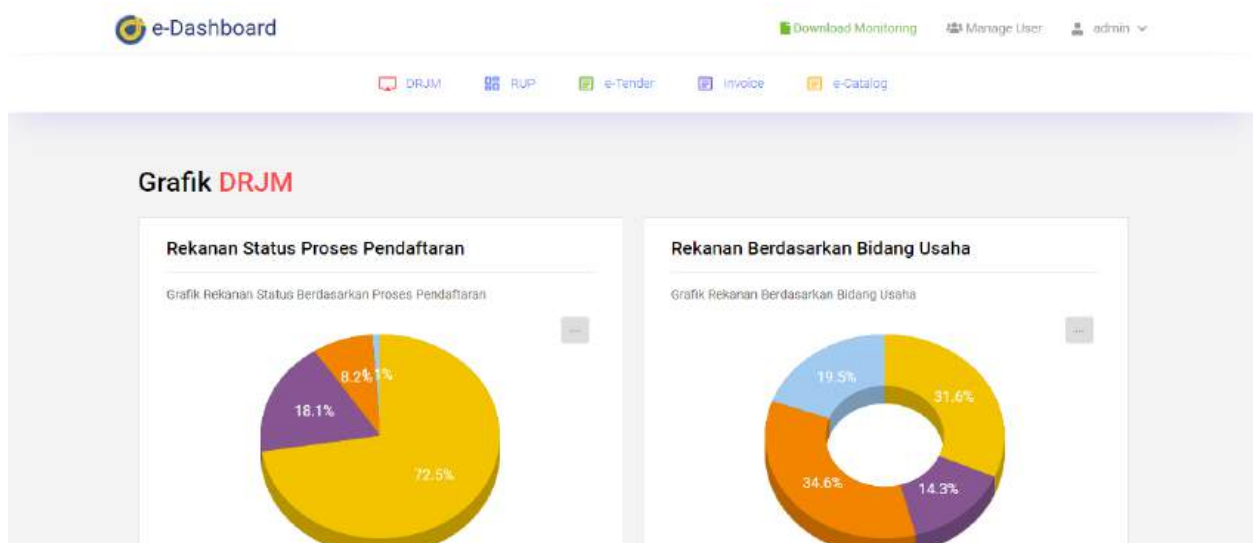 e-Dashboard
Download Monitoring
Manage User
admin
DRJM
RUP
e-Tender
Invoice
e-Catalog
Grafik DRJM
Rekanan Status Proses Pendaftaran
Grafik Rekanan Status Berdasarkan Proses Pendaftaran
...
8.2%
1.1%
18.1%
72.5%
Rekanan Berdasarkan Bidang Usaha
Grafik Rekanan Berdasarkan Bidang Usaha
...
19.5%
31.6%
34.6%
14.3%